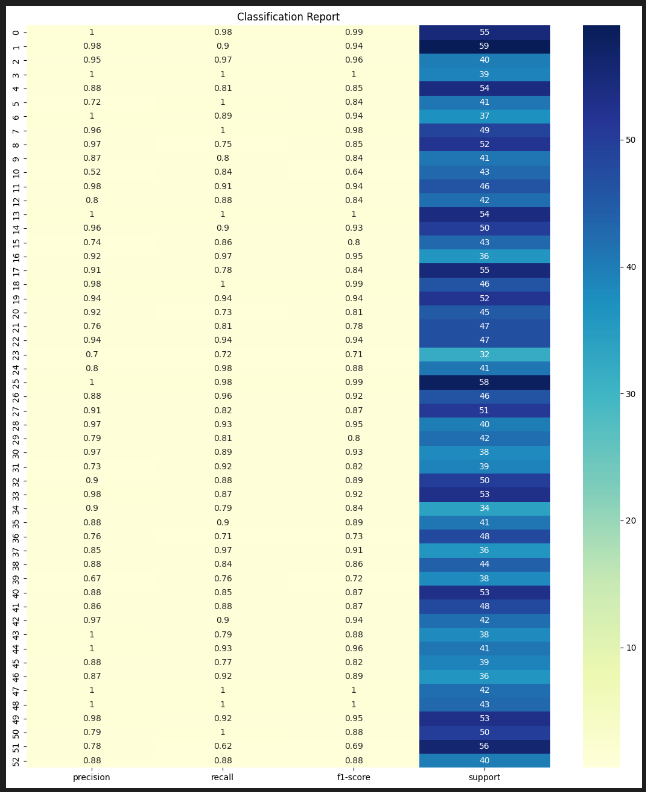 Classification Report
0 1 0.98 0.99 55
1 0.98 0.9 0.94 59
2 0.95 0.97 0.96 40
3 1 1 1 39
4 0.88 0.81 0.85 54
5 0.72 1 0.84 41
6 1 0.89 0.94 37
7 0.96 1 0.98 49
8 0.97 0.75 0.85 52
9 0.87 0.8 0.84 41
10 0.52 0.84 0.64 43
11 0.98 0.91 0.94 46
12 0.8 0.88 0.84 42
13 1 1 1 54
14 0.96 0.9 0.93 50
15 0.74 0.86 0.8 43
16 0.92 0.97 0.95 36
17 0.91 0.78 0.84 55
18 0.98 1 0.99 46
19 0.94 0.94 0.94 52
20 0.92 0.73 0.81 45
21 0.76 0.81 0.78 47
22 0.94 0.94 0.94 47
23 0.7 0.72 0.71 32
24 0.8 0.98 0.88 41
25 1 0.98 0.99 58
26 0.88 0.96 0.92 46
27 0.91 0.82 0.87 51
28 0.97 0.93 0.95 40
29 0.79 0.81 0.8 42
30 0.97 0.89 0.93 38
31 0.73 0.92 0.82 39
32 0.9 0.88 0.89 50
33 0.98 0.87 0.92 53
34 0.9 0.79 0.84 34
35 0.88 0.9 0.89 41
36 0.76 0.71 0.73 48
37 0.85 0.97 0.91 36
38 0.88 0.84 0.86 44
39 0.67 0.76 0.72 38
40 0.88 0.85 0.87 53
41 0.86 0.88 0.87 48
42 0.97 0.9 0.94 42
43 1 0.79 0.88 38
44 1 0.93 0.96 41
45 0.88 0.77 0.82 39
46 0.87 0.92 0.89 36
47 1 1 1 42
48 1 1 1 43
49 0.98 0.92 0.95 53
50 0.79 1 0.88 50
51 0.78 0.62 0.69 56
52 0.88 0.88 0.88 40
precision recall f1-score support
50
40
30
20
10